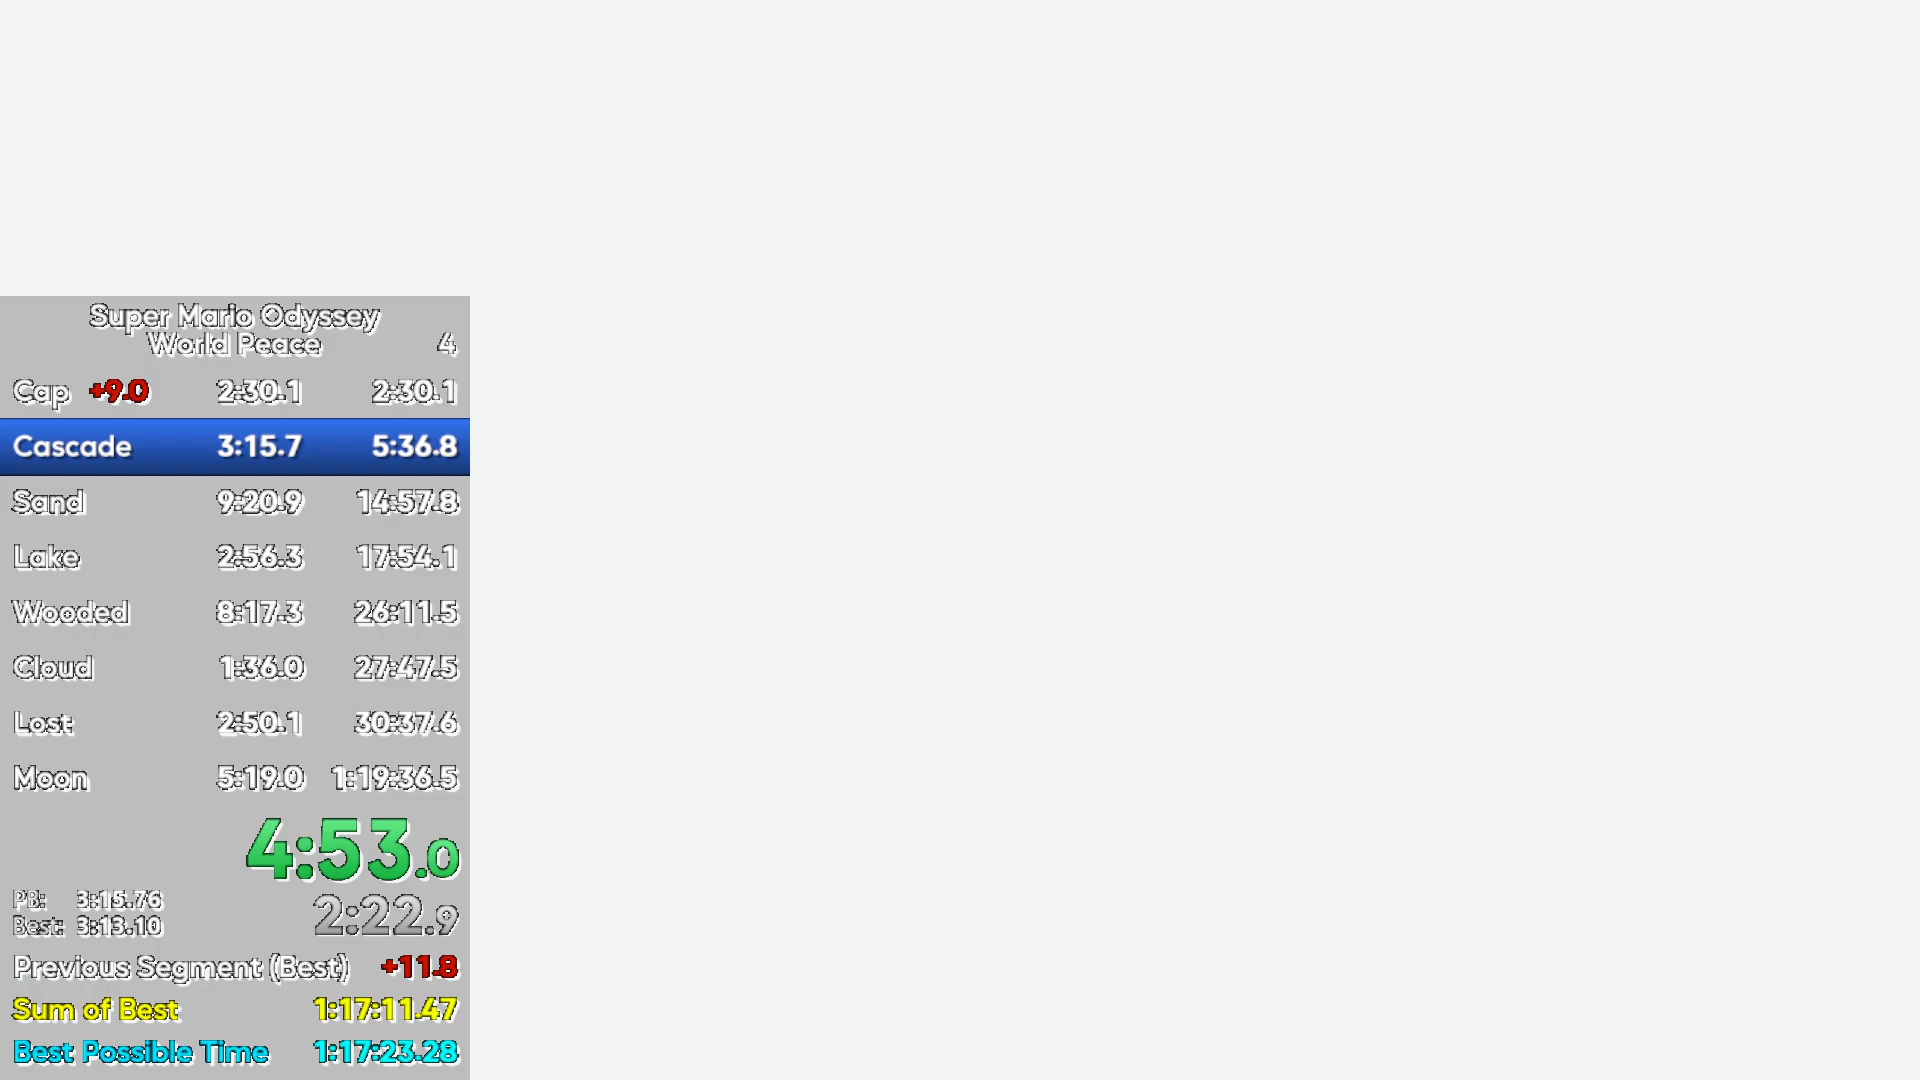 Super Mario Odyssey
World Peace 4
Cap +9.0 2:30.1 2:30.1
Cascade 3:15.7 5:36.8
Sand 9:20.9 14:57.8
Lake 2:56.3 17:54.1
Wooded 8:17.3 26:11.5
Cloud 1:36.0 27:47.5
Lost 2:50.1 30:37.6
Moon 5:19.0 1:19:36.5
4:53.0
PB: 3:15.76
Best: 3:13.10
2:22.9
Previous Segment (Best) +11.8
Sum of Best 1:17:11.47
Best Possible Time 1:17:23.28